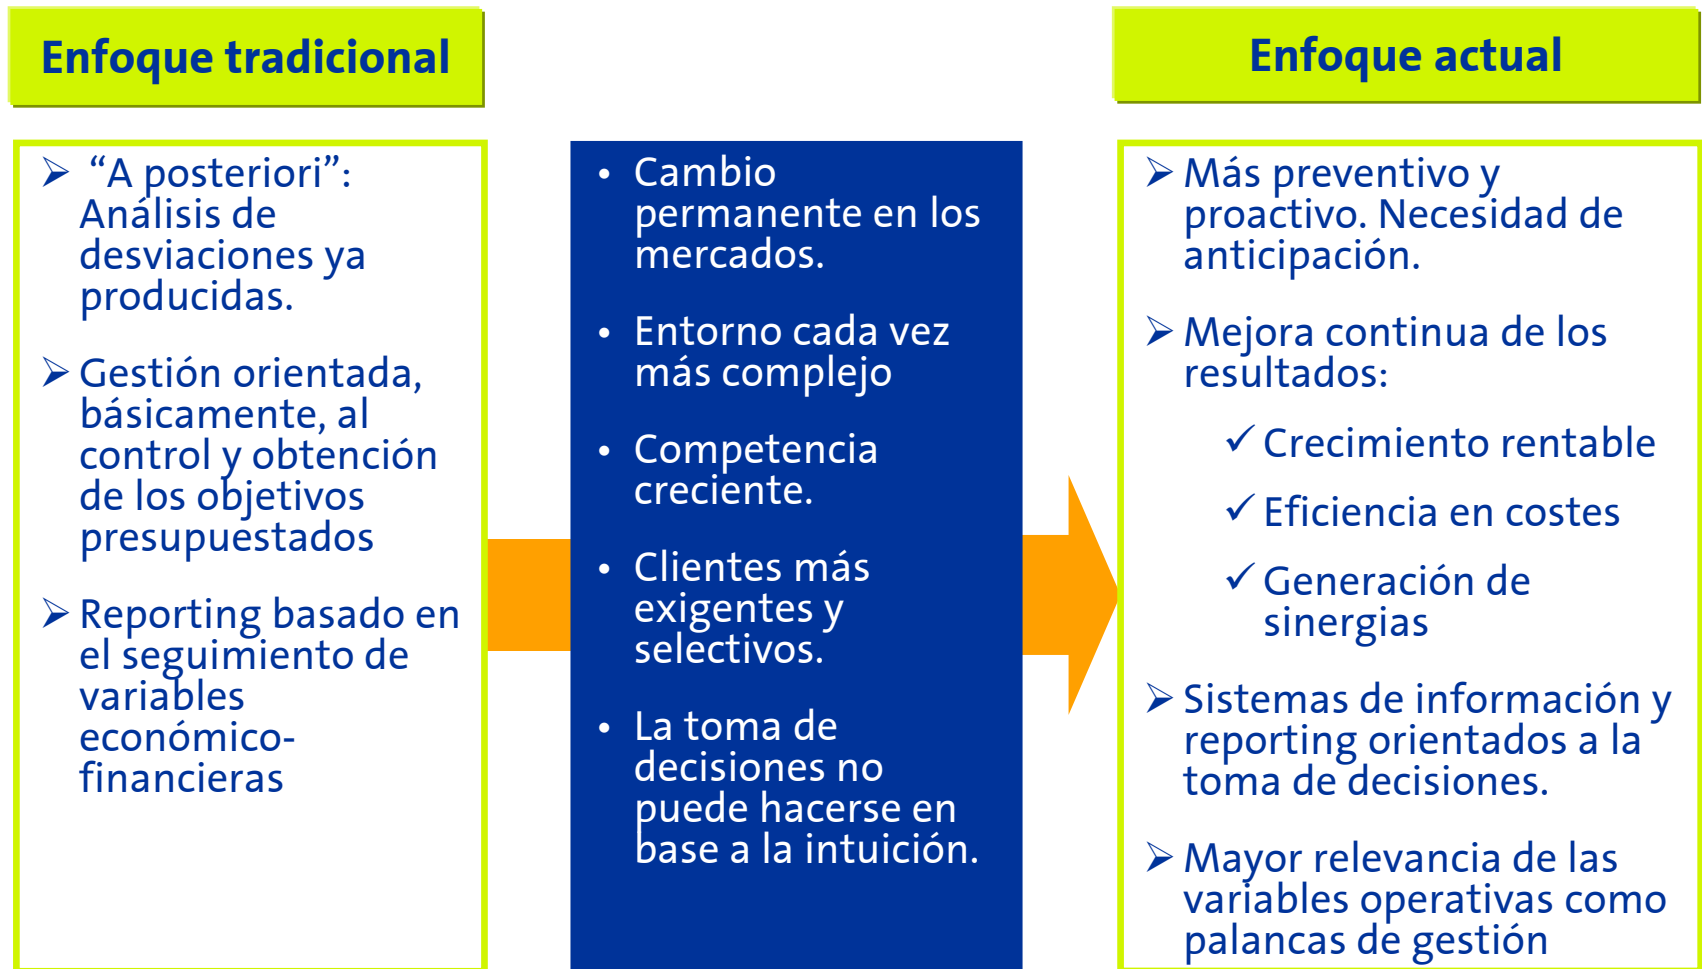 Enfoque tradicional
“A posteriori”:
Análisis de
desviaciones ya
producidas.
Gestión orientada,
básicamente, al
control y obtención
de los objetivos
presupuestados
Reporting basado en
el seguimiento de
variables
económico-
financieras
• Cambio
permanente en los
mercados.
• Entorno cada vez
más complejo
• Competencia
creciente.
• Clientes más
exigentes y
selectivos.
• La toma de
decisiones no
puede hacerse en
base a la intuición.
Enfoque actual
Más preventivo y
proactivo. Necesidad de
anticipación.
Mejora continua de los
resultados:
✓ Crecimiento rentable
✓ Eficiencia en costes
✓ Generación de
sinergias
Sistemas de información y
reporting orientados a la
toma de decisiones.
Mayor relevancia de las
variables operativas como
palancas de gestión